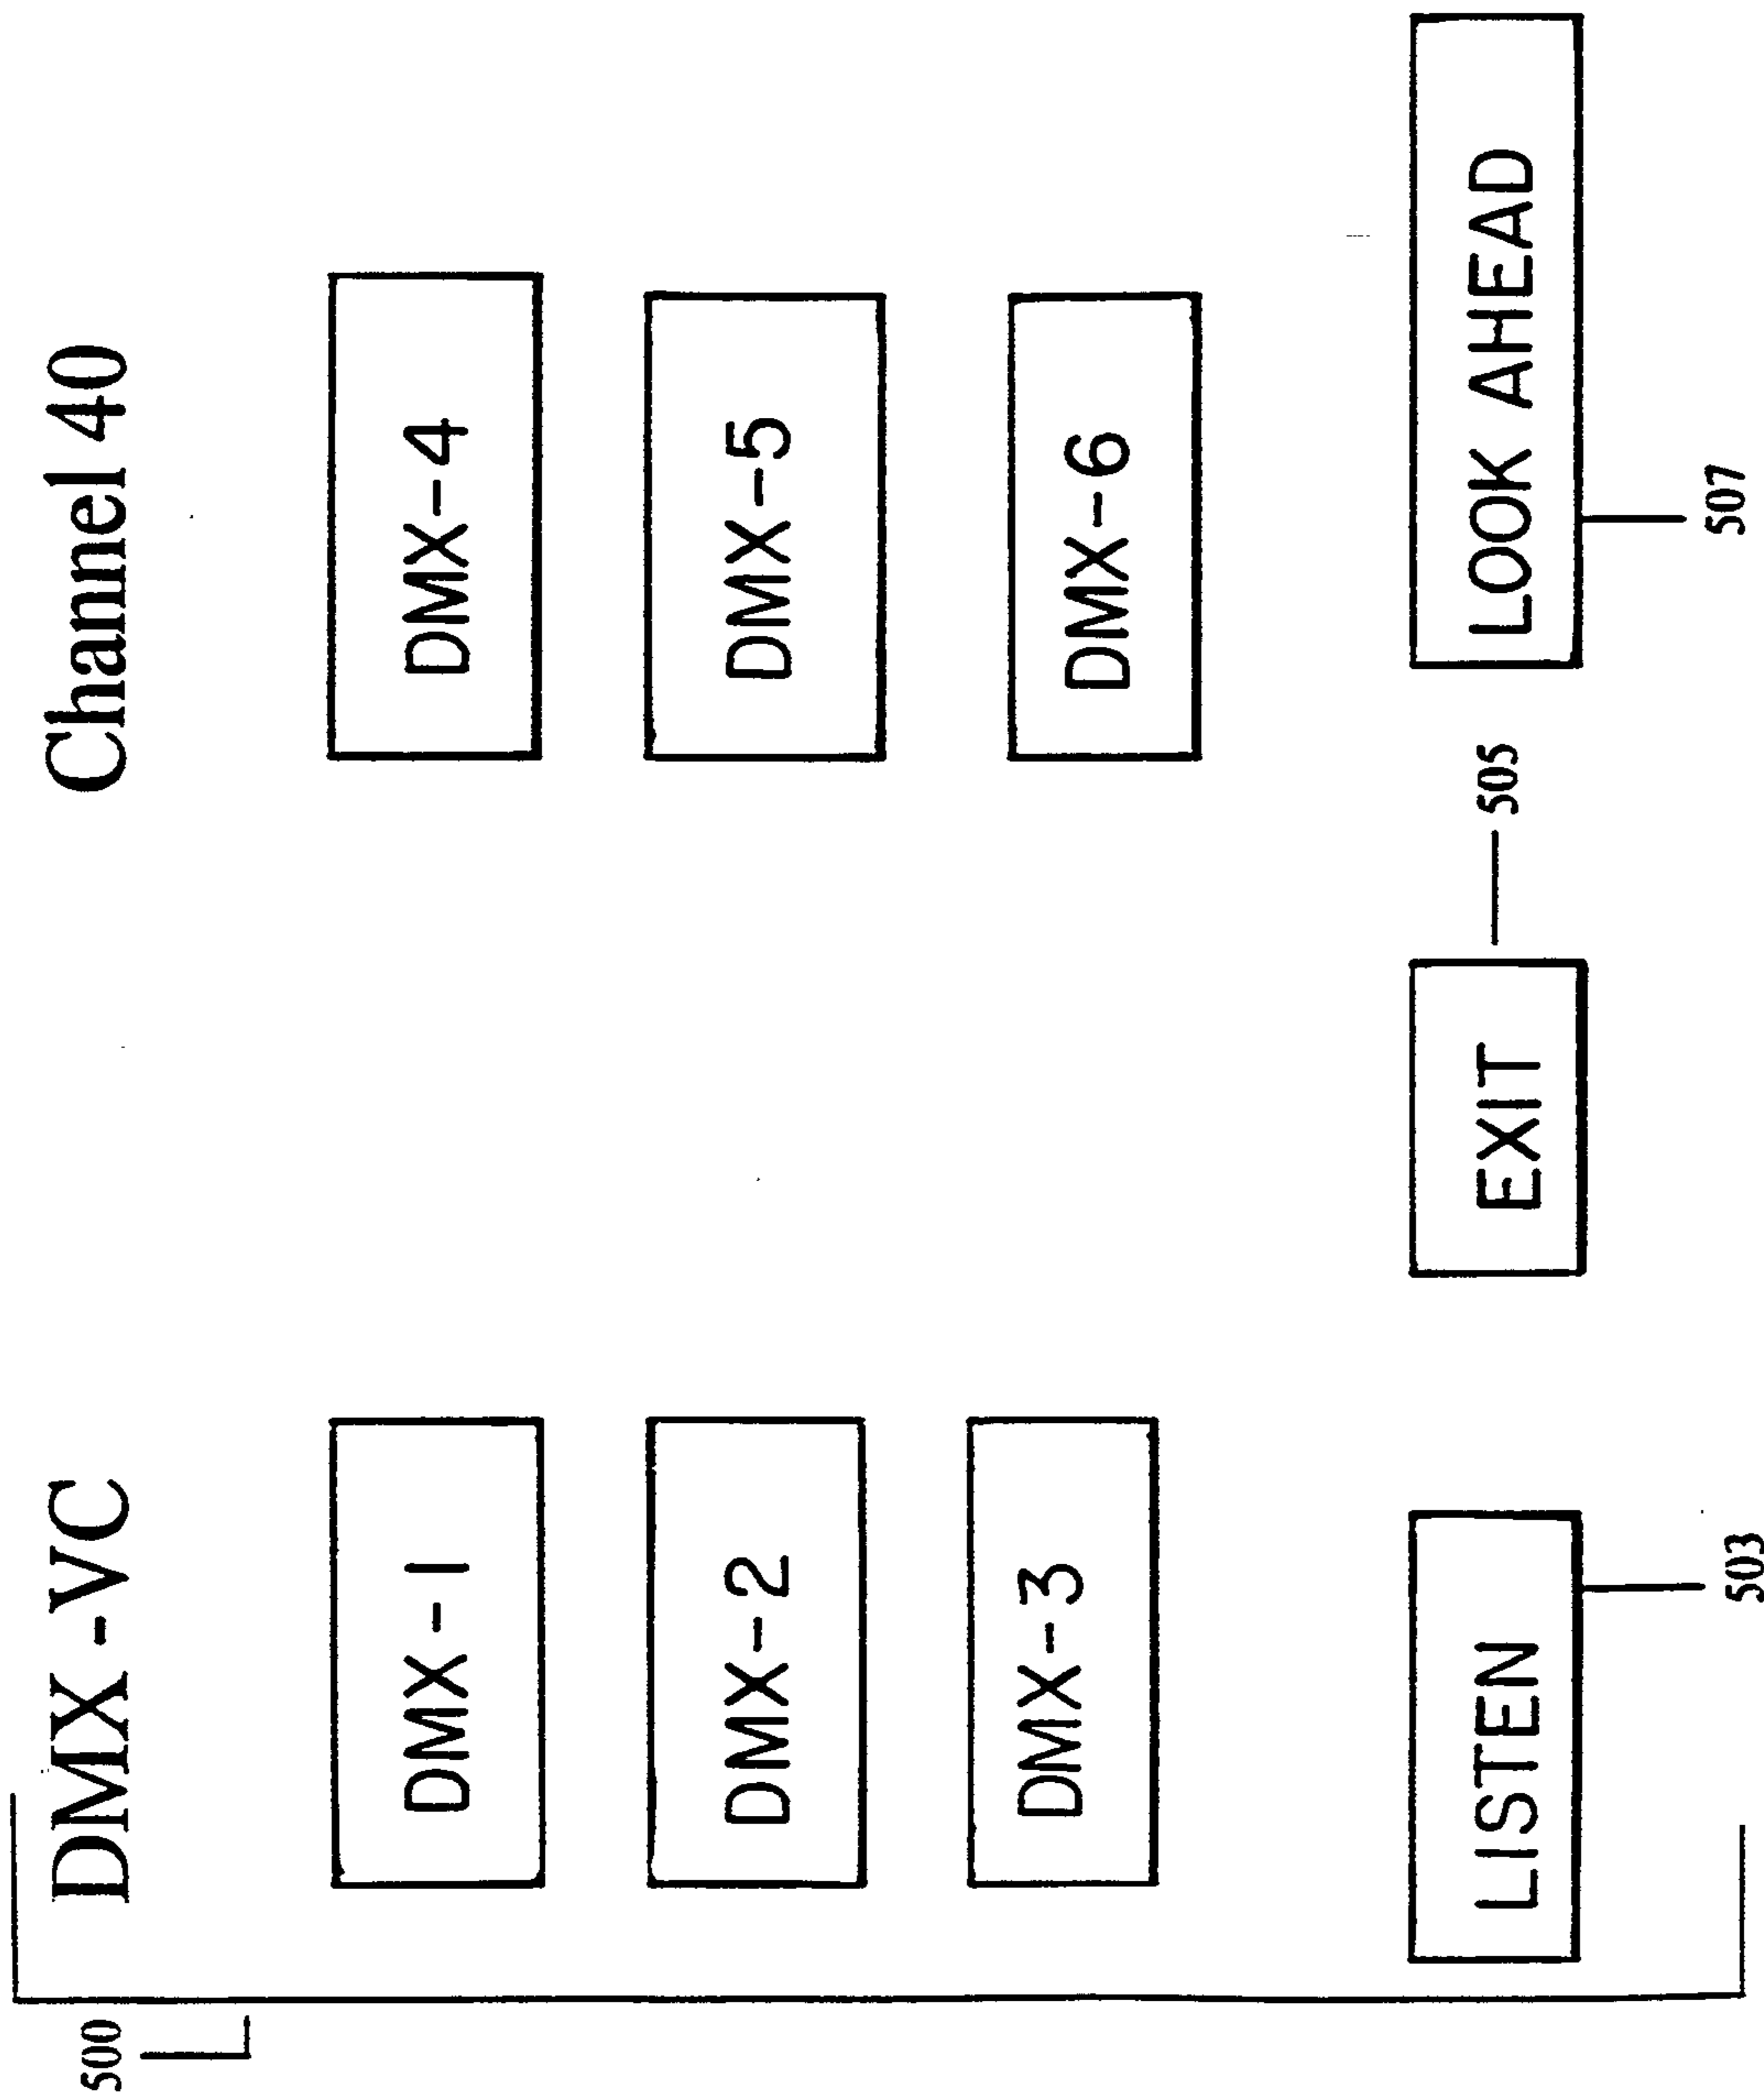 500
DMX -VC
Channel 40
DMX-1
DMX-4
DMX-2
DMX-5
DMX-3
DMX-6
LISTEN
EXIT
505
LOOK AHEAD
503
507